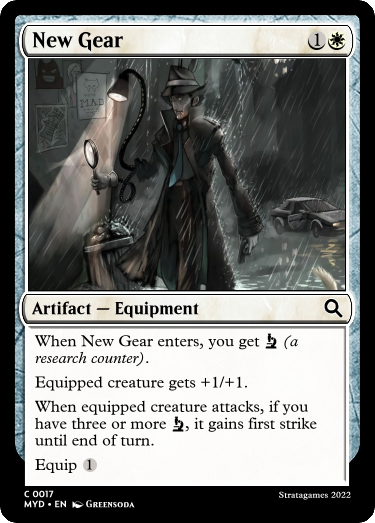 New Gear 1
M.A.D
Artifact — Equipment
When New Gear enters, you get (a
research counter).
Equipped creature gets +1/+1.
When equipped creature attacks, if you
have three or more , it gains first strike
until end of turn.
Equip 1
C 0017
MYD • EN Greensoda
Stratagames 2022